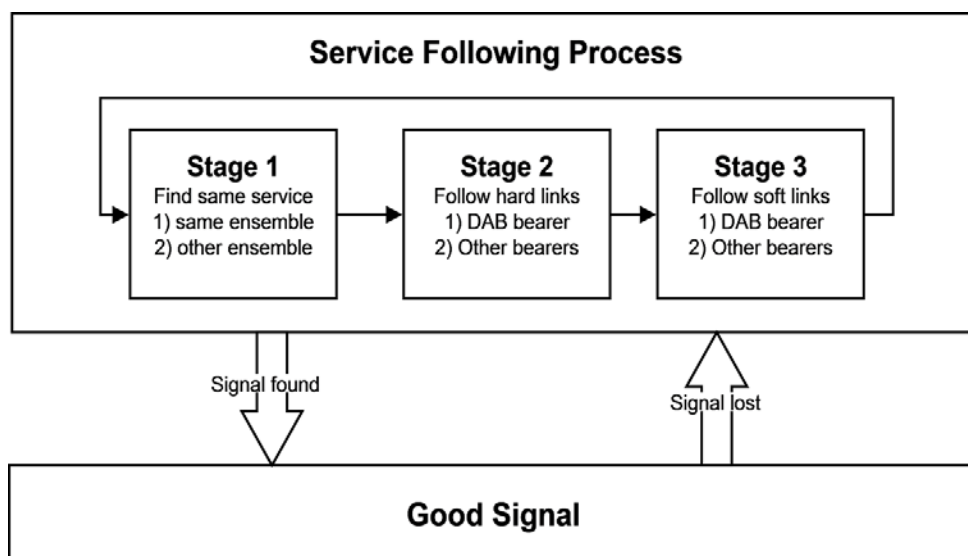 Service Following Process
Stage 1
Find same service
1) same ensemble
2) other ensemble
Stage 2
Follow hard links
1) DAB bearer
2) Other bearers
Stage 3
Follow soft links
1) DAB bearer
2) Other bearers
Signal found
Signal lost
Good Signal